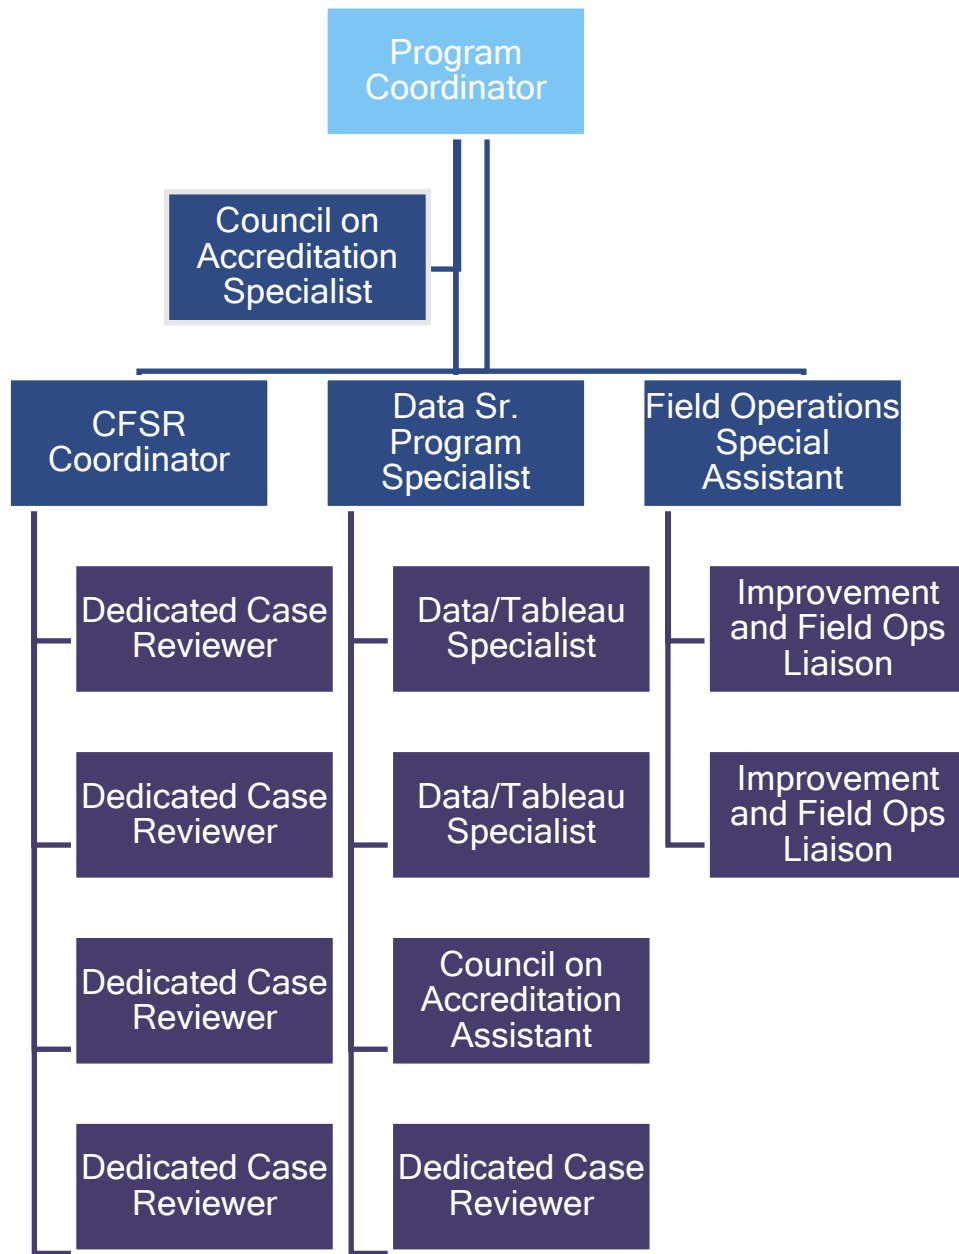 Program
Coordinator
Council on
Accreditation
Specialist
CFSR
Coordinator
Data Sr.
Program
Specialist
Field Operations
Special
Assistant
Dedicated Case
Reviewer
Data/Tableau
Specialist
Improvement
and Field Ops
Liaison
Dedicated Case
Reviewer
Data/Tableau
Specialist
Improvement
and Field Ops
Liaison
Dedicated Case
Reviewer
Council on
Accreditation
Assistant
Dedicated Case
Reviewer
Dedicated Case
Reviewer